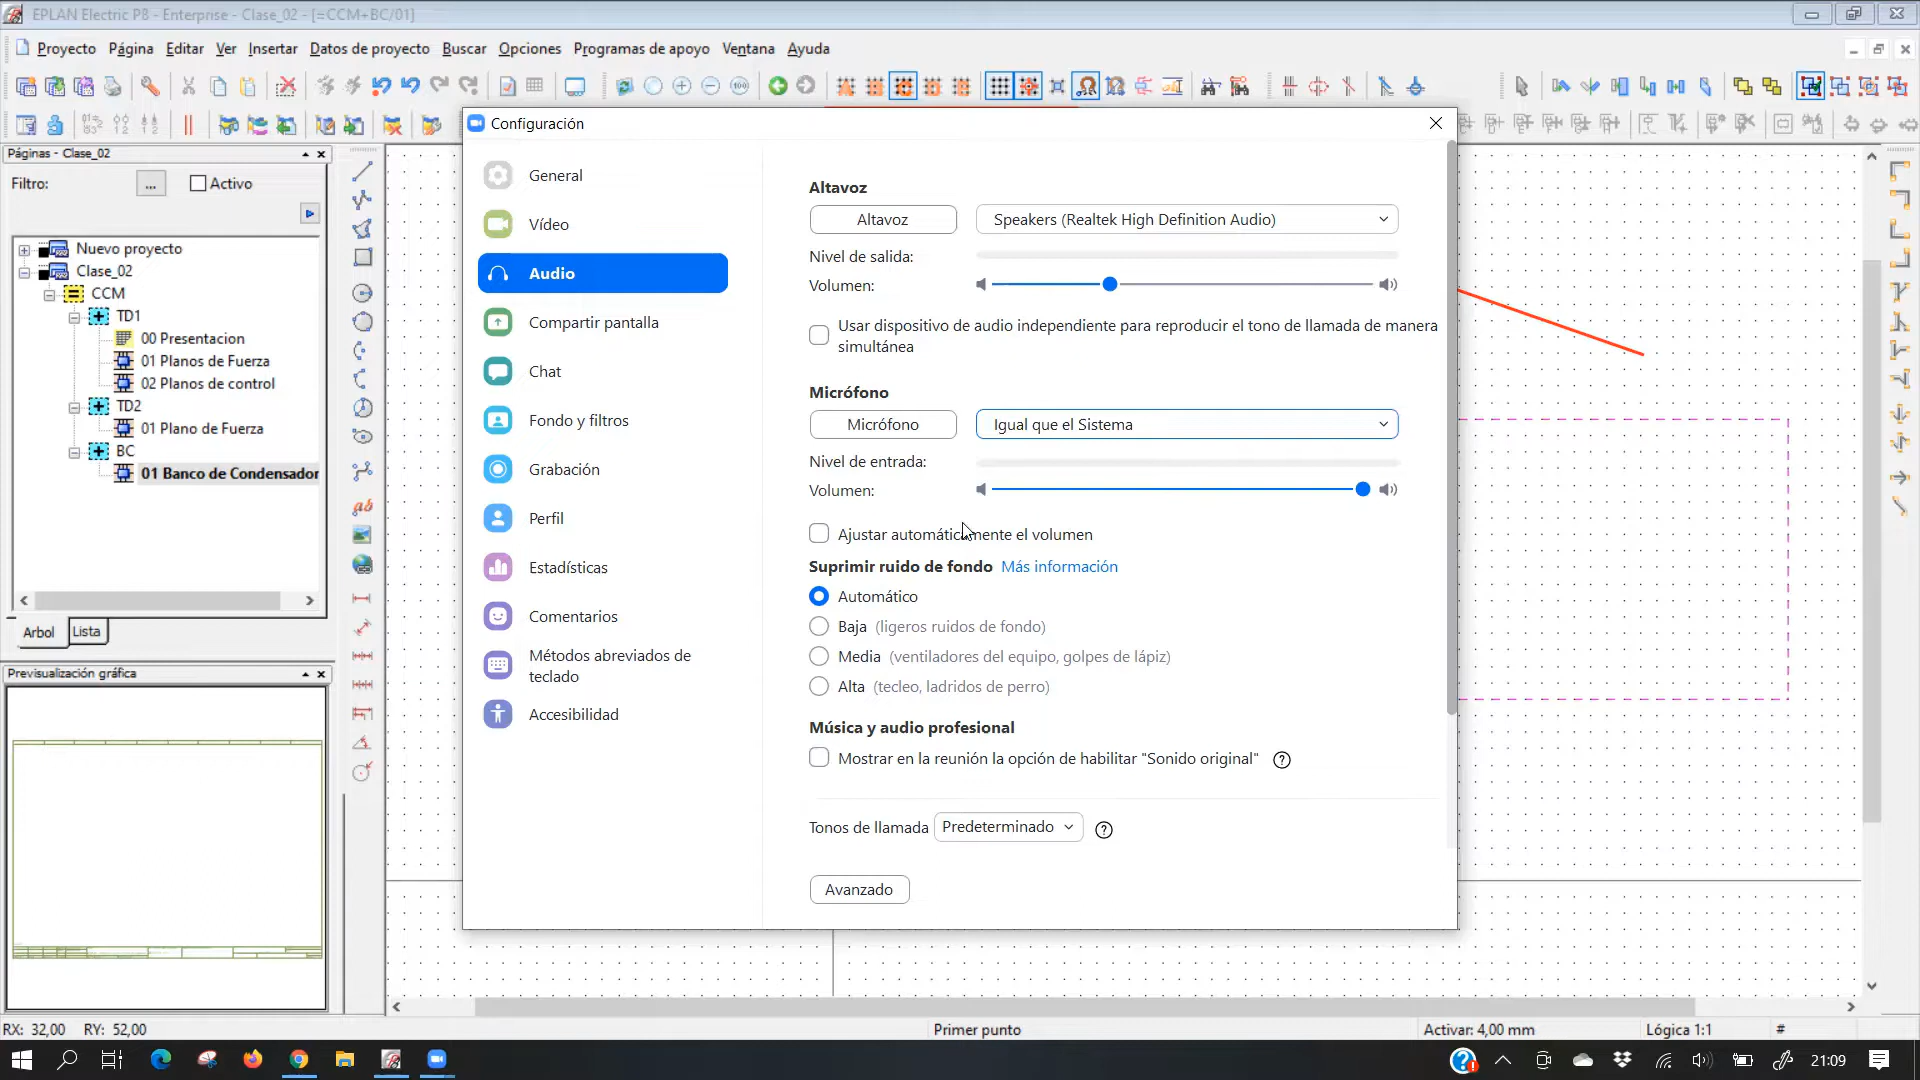 EPLAN Electric P8 - Enterprise - Clase_02 - [=CCM+BC/01]
Proyecto Página Editar Ver Insertar Datos de proyecto Buscar Opciones Programas de apoyo Ventana Ayuda
Páginas - Clase_02
Filtro:
...
Activo
Nuevo proyecto
Clase_02
CCM
TD1
00 Presentacion
01 Planos de Fuerza
02 Planos de control
TD2
01 Plano de Fuerza
BC
01 Banco de Condensador
Arbol
Lista
Previsualización gráfica
Configuración
General
Vídeo
Audio
Compartir pantalla
Chat
Fondo y filtros
Grabación
Perfil
Estadísticas
Comentarios
Métodos abreviados de
teclado
Accesibilidad
Altavoz
Altavoz
Speakers (Realtek High Definition Audio)
Nivel de salida:
Volumen:
Usar dispositivo de audio independiente para reproducir el tono de llamada de manera
simultánea
Micrófono
Micrófono
Igual que el Sistema
Nivel de entrada:
Volumen:
Ajustar automáticamente el volumen
Suprimir ruido de fondo Más información
Automático
Baja (ligeros ruidos de fondo)
Media (ventiladores del equipo, golpes de lápiz)
Alta (tecleo, ladridos de perro)
Música y audio profesional
Mostrar en la reunión la opción de habilitar "Sonido original"
Tonos de llamada Predeterminado
Avanzado
RX: 32,00 RY: 52,00
Primer punto
Activar: 4,00 mm
Lógica 1:1
#
21:09